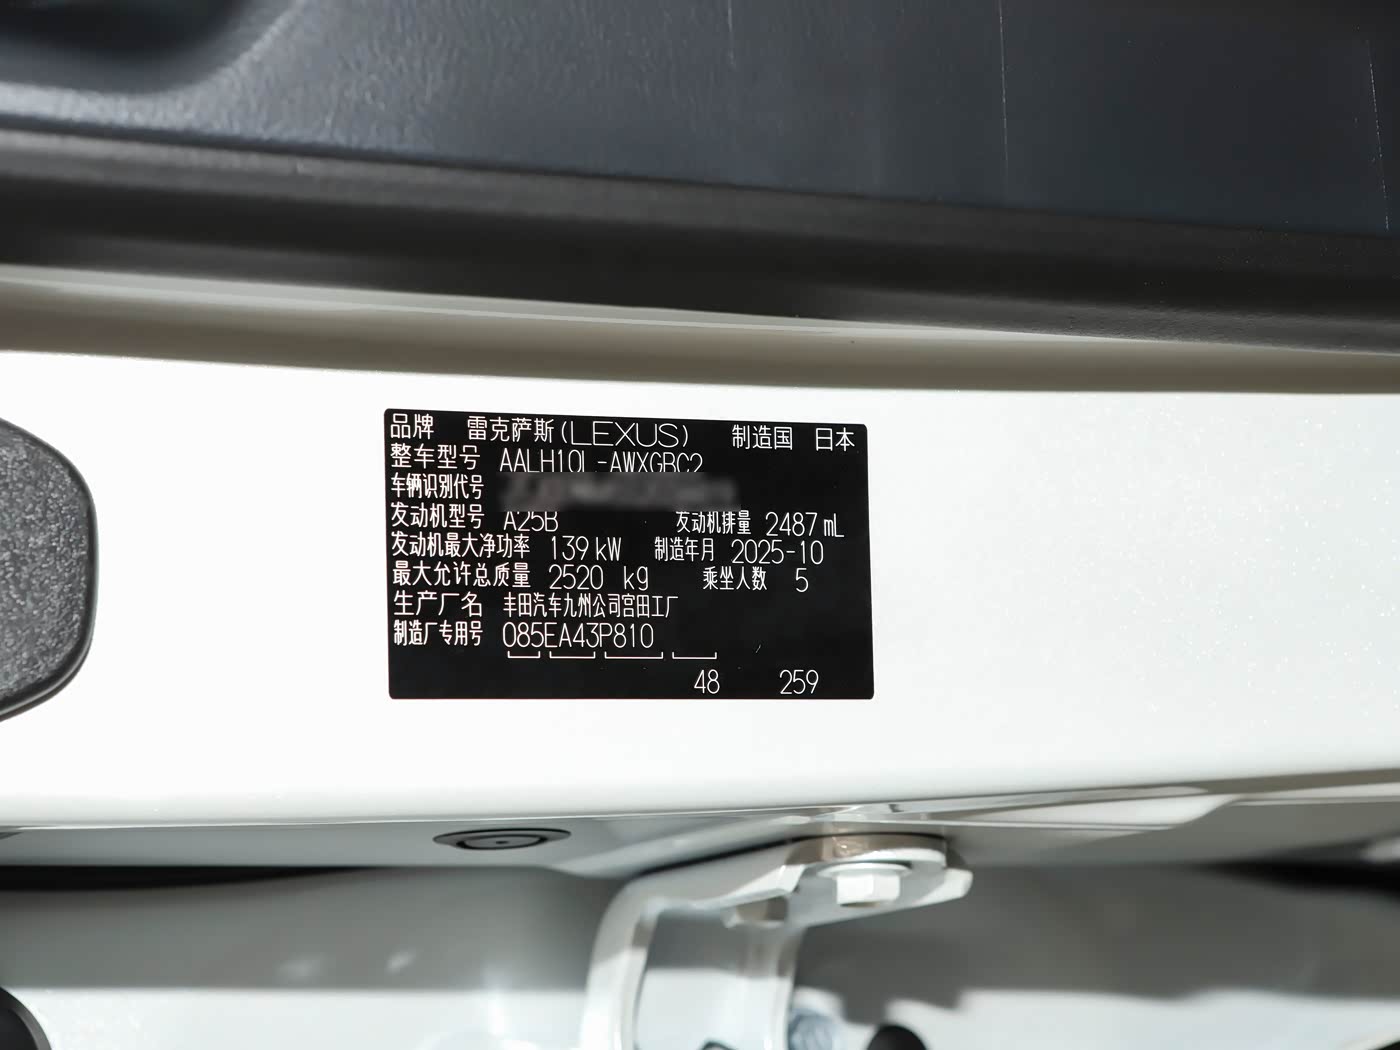 品牌 雷克萨斯(LEXUS) 制造国 日本
整车型号 AALH10L-AWXGBC2
车辆识别代号
发动机型号 A25B 发动机排量 2487mL
发动机最大净功率 139kW 制造年月 2025-10
最大允许总质量 2520 kg 乘坐人数 5
生产厂名 丰田汽车九州公司宫田工厂
制造厂专用号 085EA43P810
48 259